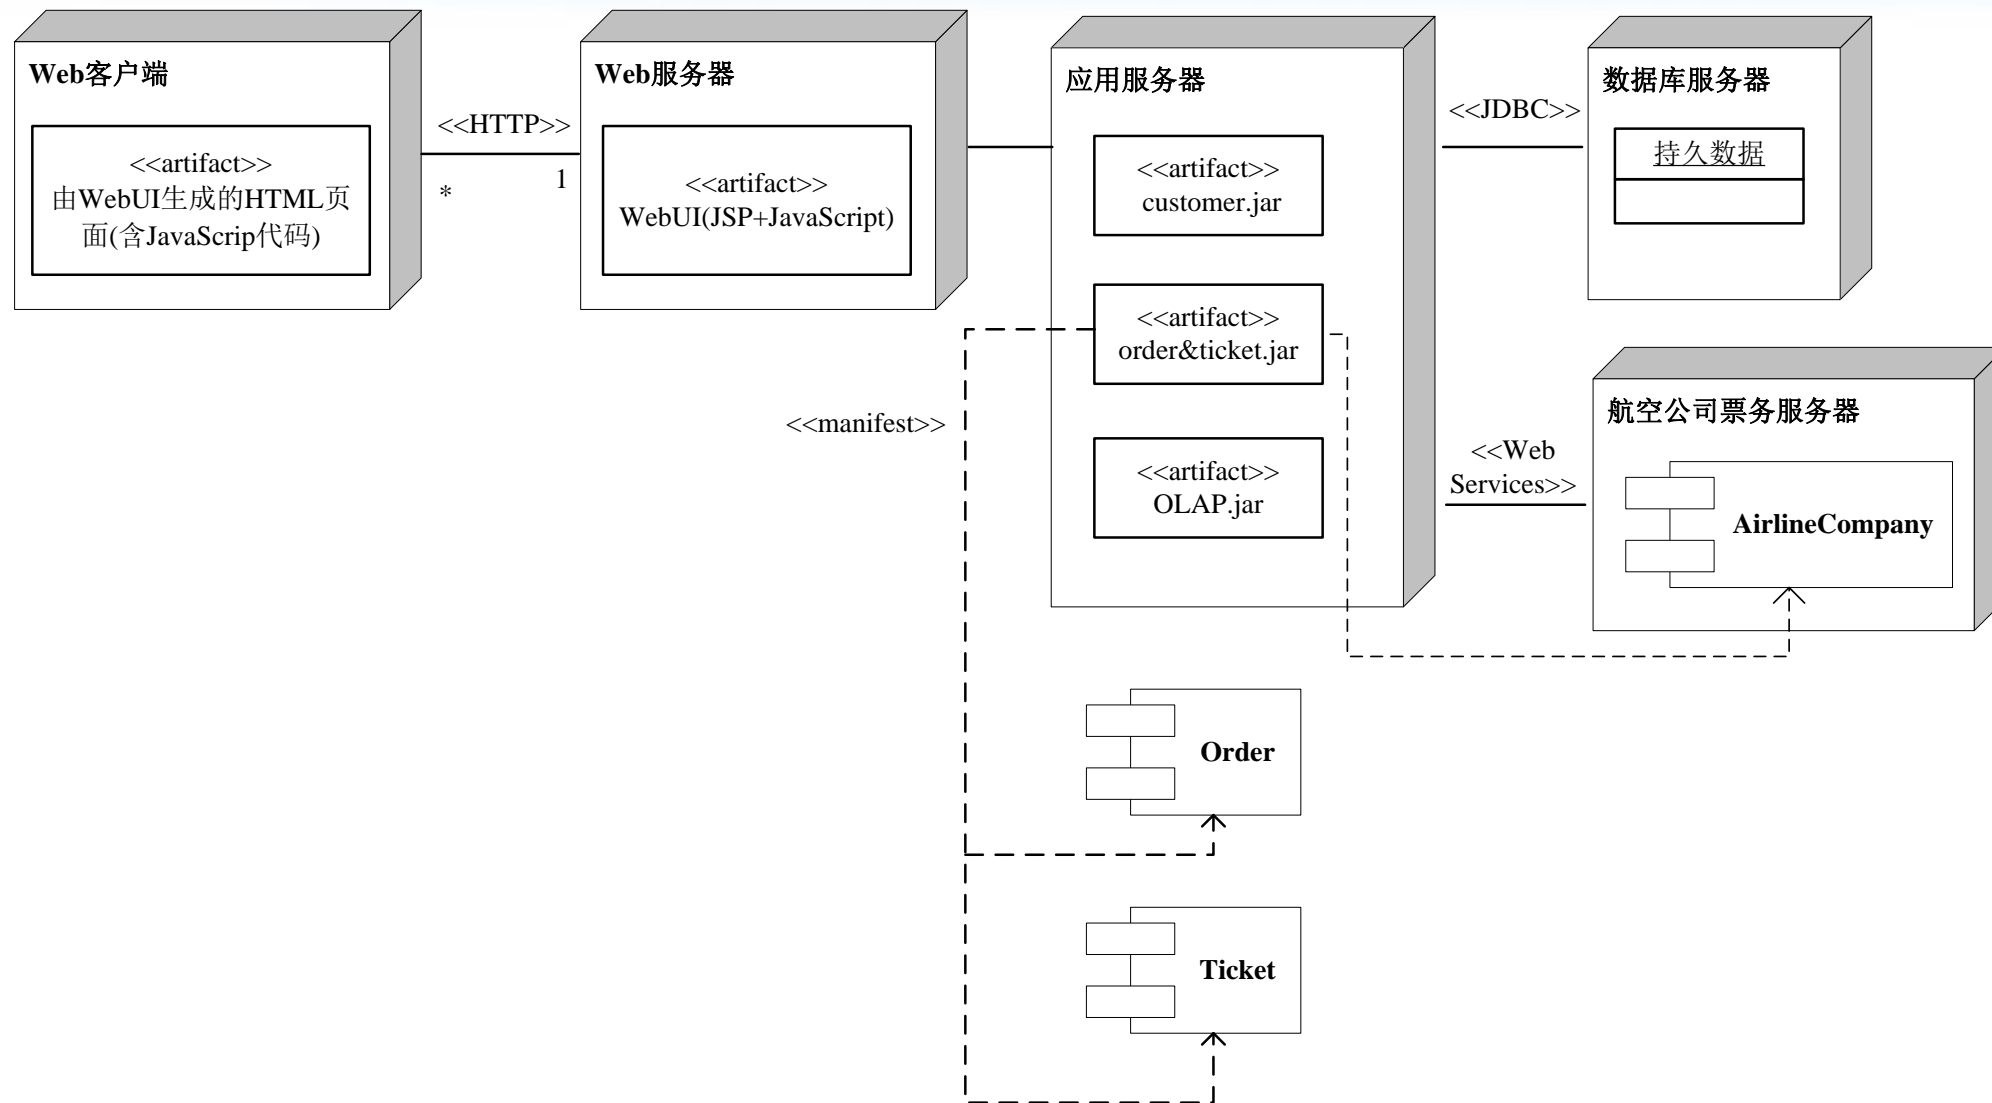 Web客户端
<<artifact>>
由WebUI生成的HTML页
面(含JavaScrip代码)
<<HTTP>>
*
1
Web服务器
<<artifact>>
WebUI(JSP+JavaScript)
应用服务器
<<artifact>>
customer.jar
<<artifact>>
order&ticket.jar
<<artifact>>
OLAP.jar
<<JDBC>>
数据库服务器
持久数据
<<manifest>>
<<Web
Services>>
航空公司票务服务器
AirlineCompany
Order
Ticket